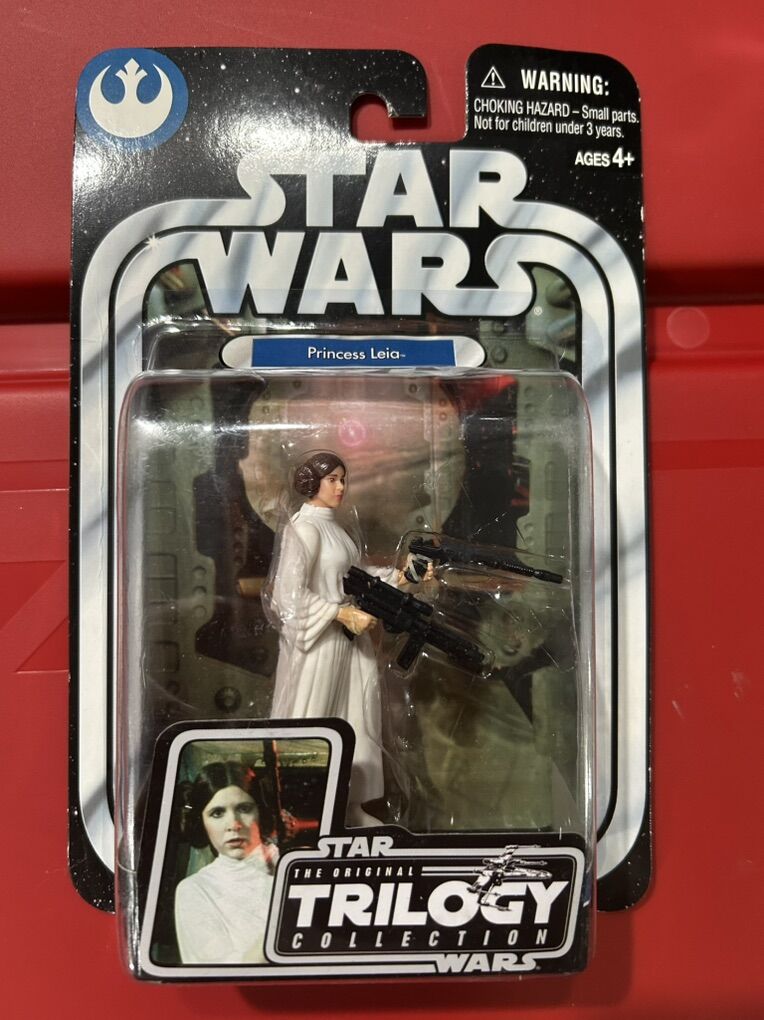 WARNING:
CHOKING HAZARD – Small parts.
Not for children under 3 years.
AGES 4+
STAR
WARS®
Princess Leia™
STAR
THE ORIGINAL
TRILOGY
COLLECTION
WARS